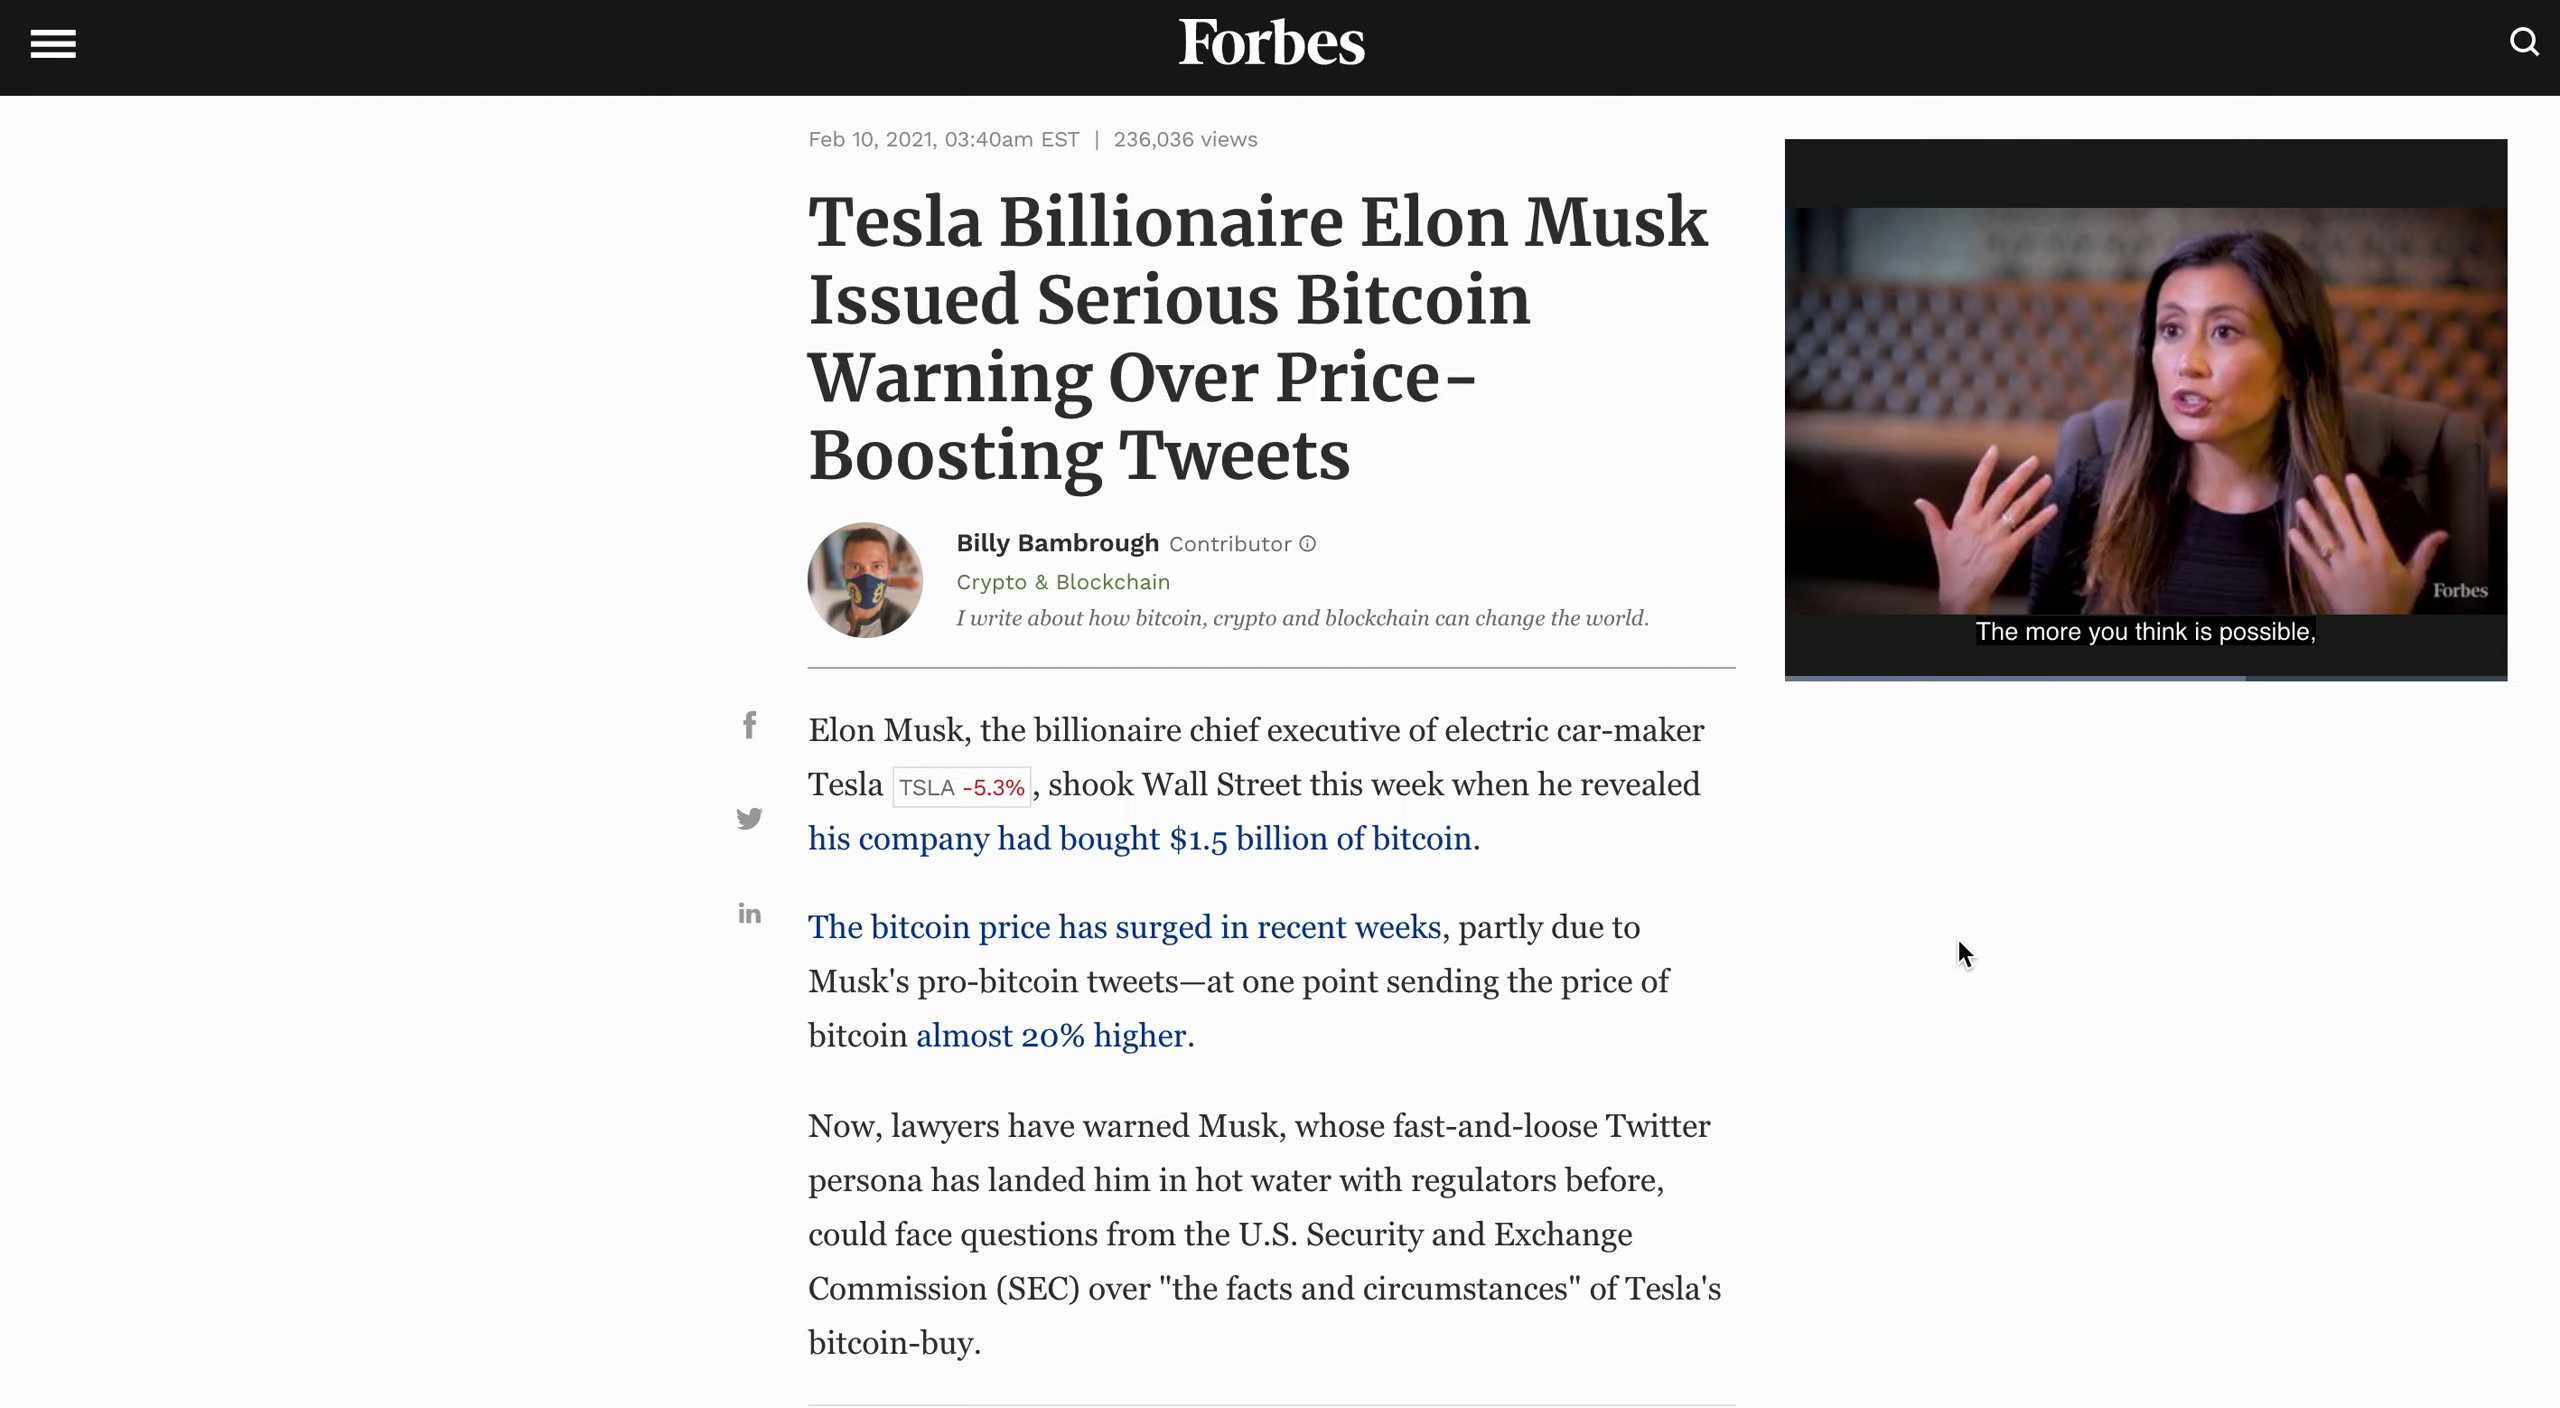 Forbes
Feb 10, 2021, 03:40am EST | 236,036 views
Tesla Billionaire Elon Musk
Issued Serious Bitcoin
Warning Over Price-
Boosting Tweets
Billy Bambrough Contributor
Crypto & Blockchain
I write about how bitcoin, crypto and blockchain can change the world.
Forbes
The more you think is possible,
Elon Musk, the billionaire chief executive of electric car-maker
Tesla TSLA -5.3%, shook Wall Street this week when he revealed
his company had bought $1.5 billion of bitcoin.
The bitcoin price has surged in recent weeks, partly due to
Musk's pro-bitcoin tweets—at one point sending the price of
bitcoin almost 20% higher.
Now, lawyers have warned Musk, whose fast-and-loose Twitter
persona has landed him in hot water with regulators before,
could face questions from the U.S. Security and Exchange
Commission (SEC) over "the facts and circumstances" of Tesla's
bitcoin-buy.